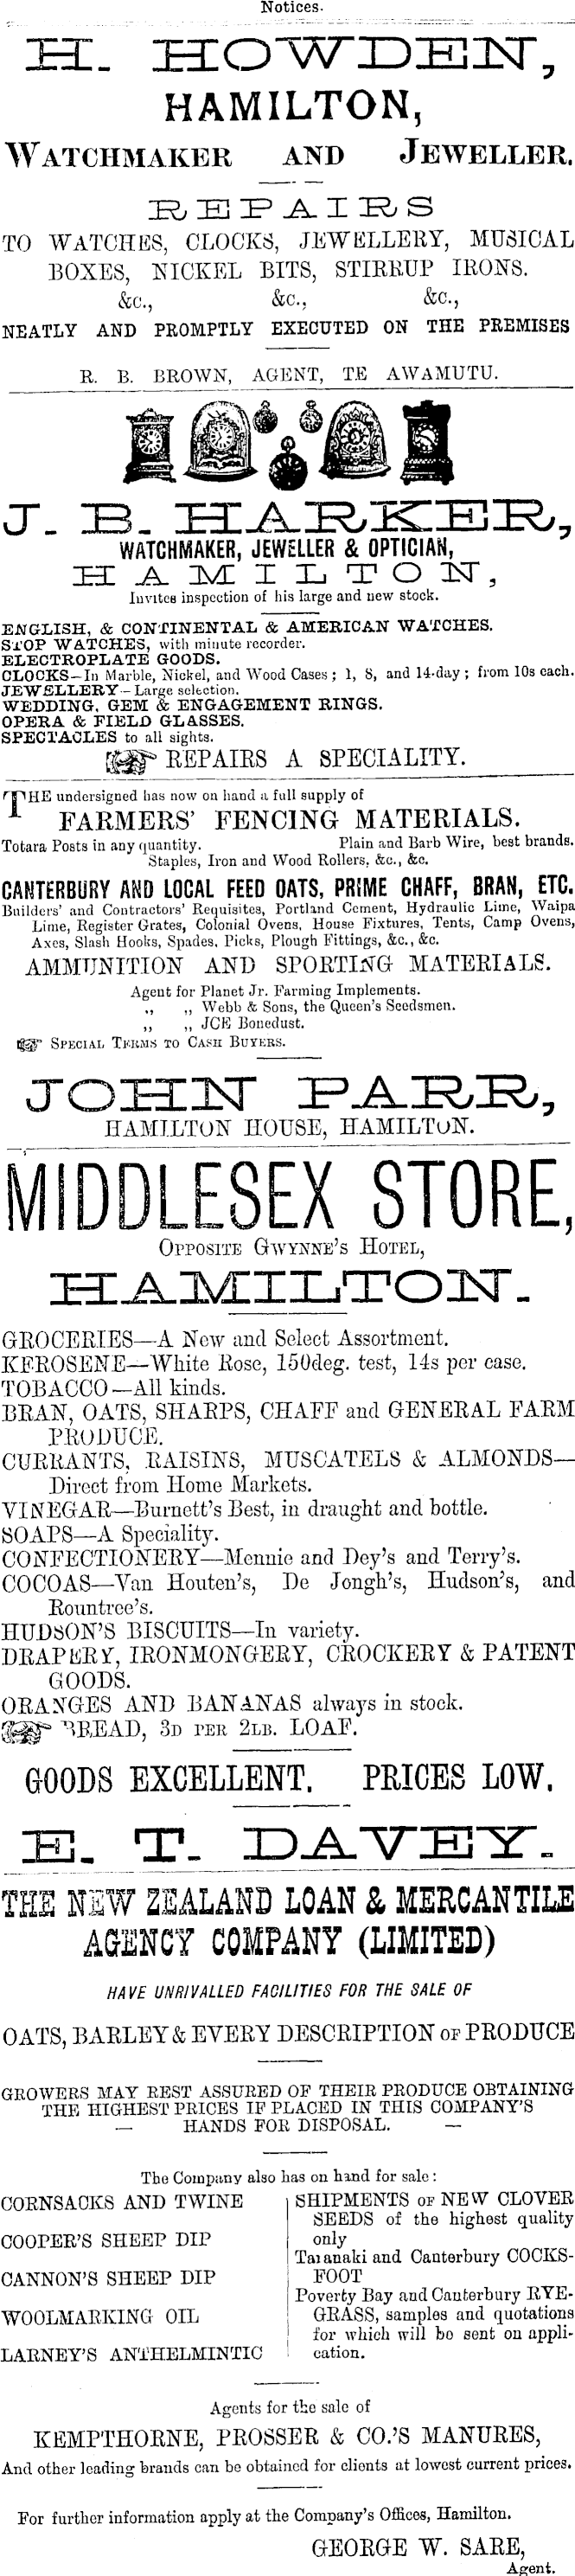 Notices.
H. HOWDEN,
HAMILTON,
WATCHMAKER AND JEWELLER.
REPAIRS
TO WATCHES, CLOCKS, JEWELLERY, MUSICAL
BOXES, NICKEL BITS, STIRRUP IRONS.
&c., &c., &c.,
NEATLY AND PROMPTLY EXECUTED ON THE PREMISES
R. B. BROWN, AGENT, TE AWAMUTU.
J. B. HARKER,
WATCHMAKER, JEWELLER & OPTICIAN,
HAMILTON,
Invites inspection of his large and new stock.
ENGLISH, & CONTINENTAL & AMERICAN WATCHES.
STOP WATCHES, with minute recorder.
ELECTROPLATE GOODS.
CLOCKS—In Marble, Nickel, and Wood Cases; 1, 8, and 14-day; from 10s each.
JEWELLERY—Large selection.
WEDDING, GEM & ENGAGEMENT RINGS.
OPERA & FIELD GLASSES.
SPECTACLES to all sights.
REPAIRS A SPECIALITY.
THE undersigned has now on hand a full supply of
FARMERS' FENCING MATERIALS.
Totara Posts in any quantity. Plain and Barb Wire, best brands.
Staples, Iron and Wood Rollers, &c., &c.
CANTERBURY AND LOCAL FEED OATS, PRIME CHAFF, BRAN, ETC.
Builders' and Contractors' Requisites, Portland Cement, Hydraulic Lime, Waipa
Lime, Register Grates, Colonial Ovens, House Fixtures, Tents, Camp Ovens,
Axes, Slash Hooks, Spades, Picks, Plough Fittings, &c., &c.
AMMUNITION AND SPORTING MATERIALS.
Agent for Planet Jr. Farming Implements.
,, ,, Webb & Sons, the Queen's Seedsmen.
,, ,, JCE Bonedust.
SPECIAL TERMS TO CASH BUYERS.
JOHN PARR,
HAMILTON HOUSE, HAMILTON.
MIDDLESEX STORE,
OPPOSITE GWYNNE'S HOTEL,
HAMILTON.
GROCERIES—A New and Select Assortment.
KEROSENE—White Rose, 150deg. test, 14s per case.
TOBACCO—All kinds.
BRAN, OATS, SHARPS, CHAFF and GENERAL FARM
PRODUCE.
CURRANTS, RAISINS, MUSCATELS & ALMONDS—
Direct from Home Markets.
VINEGAR—Burnett's Best, in draught and bottle.
SOAPS—A Speciality.
CONFECTIONERY—Mennie and Dey's and Terry's.
COCOAS—Van Houten's, De Jongh's, Hudson's, and
Rountree's.
HUDSON'S BISCUITS—In variety.
DRAPERY, IRONMONGERY, CROCKERY & PATENT
GOODS.
ORANGES AND BANANAS always in stock.
BREAD, 3D PER 2LB. LOAF.
GOODS EXCELLENT. PRICES LOW.
E. T. DAVEY.
THE NEW ZEALAND LOAN & MERCANTILE
AGENCY COMPANY (LIMITED)
HAVE UNRIVALLED FACILITIES FOR THE SALE OF
OATS, BARLEY & EVERY DESCRIPTION OF PRODUCE
GROWERS MAY REST ASSURED OF THEIR PRODUCE OBTAINING
THE HIGHEST PRICES IF PLACED IN THIS COMPANY'S
— HANDS FOR DISPOSAL. —
The Company also has on hand for sale:
CORNSACKS AND TWINE
COOPER'S SHEEP DIP
CANNON'S SHEEP DIP
WOOLMARKING OIL
LARNEY'S ANTHELMINTIC
SHIPMENTS OF NEW CLOVER
SEEDS of the highest quality
only
Taranaki and Canterbury COCKS-
FOOT
Poverty Bay and Canterbury RYE-
GRASS, samples and quotations
for which will be sent on appli-
cation.
Agents for the sale of
KEMPTHORNE, PROSSER & CO.'S MANURES,
And other leading brands can be obtained for clients at lowest current prices.
For further information apply at the Company's Offices, Hamilton.
GEORGE W. SARE,
Agent.